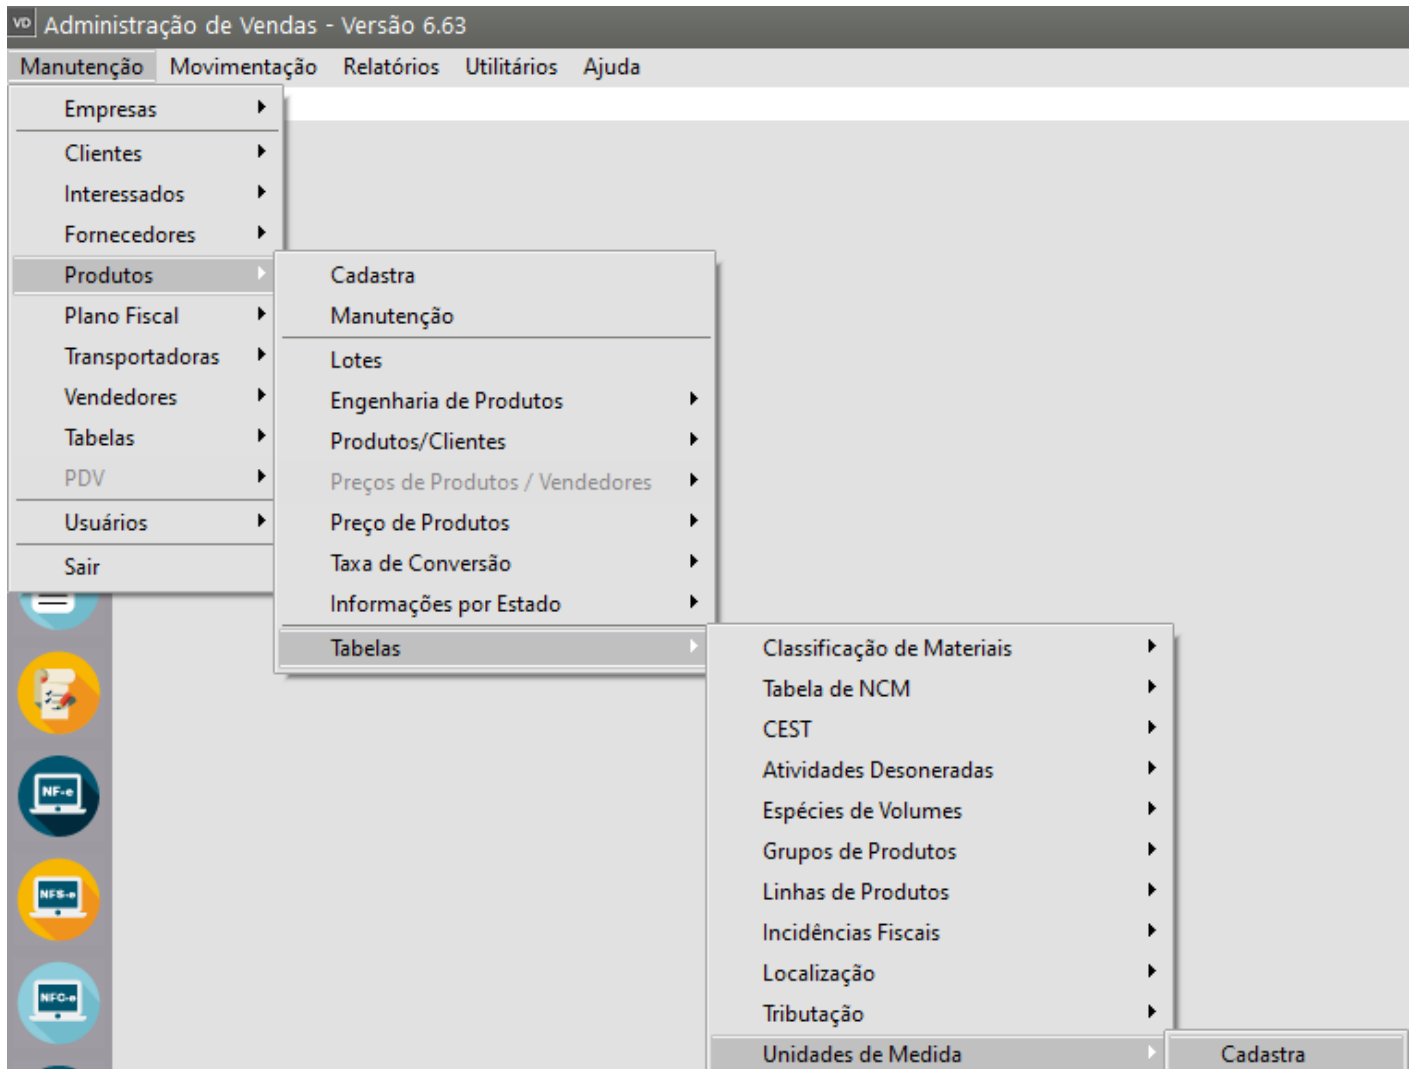 VD Administração de Vendas - Versão 6.63
Manutenção Movimentação Relatórios Utilitários Ajuda
Empresas
Clientes
Interessados
Fornecedores
Produtos
Plano Fiscal
Transportadoras
Vendedores
Tabelas
PDV
Usuários
Sair
Cadastra
Manutenção
Lotes
Engenharia de Produtos
Produtos/Clientes
Preços de Produtos / Vendedores
Preço de Produtos
Taxa de Conversão
Informações por Estado
Tabelas
Classificação de Materiais
Tabela de NCM
CEST
Atividades Desoneradas
Espécies de Volumes
Grupos de Produtos
Linhas de Produtos
Incidências Fiscais
Localização
Tributação
Unidades de Medida
Cadastra
NF-e
NFS-e
NFC-e